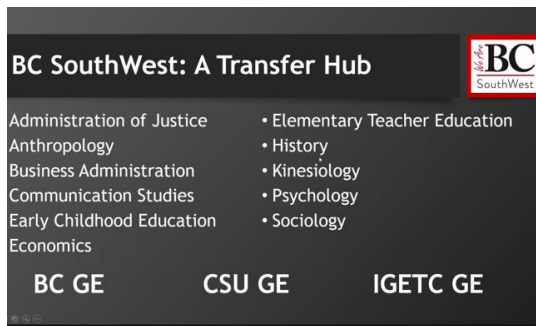 BC SouthWest: A Transfer Hub
We Are
BC
SouthWest
Administration of Justice
Anthropology
Business Administration
Communication Studies
Early Childhood Education
Economics
• Elementary Teacher Education
• History
• Kinesiology
• Psychology
• Sociology
BC GE
CSU GE
IGETC GE